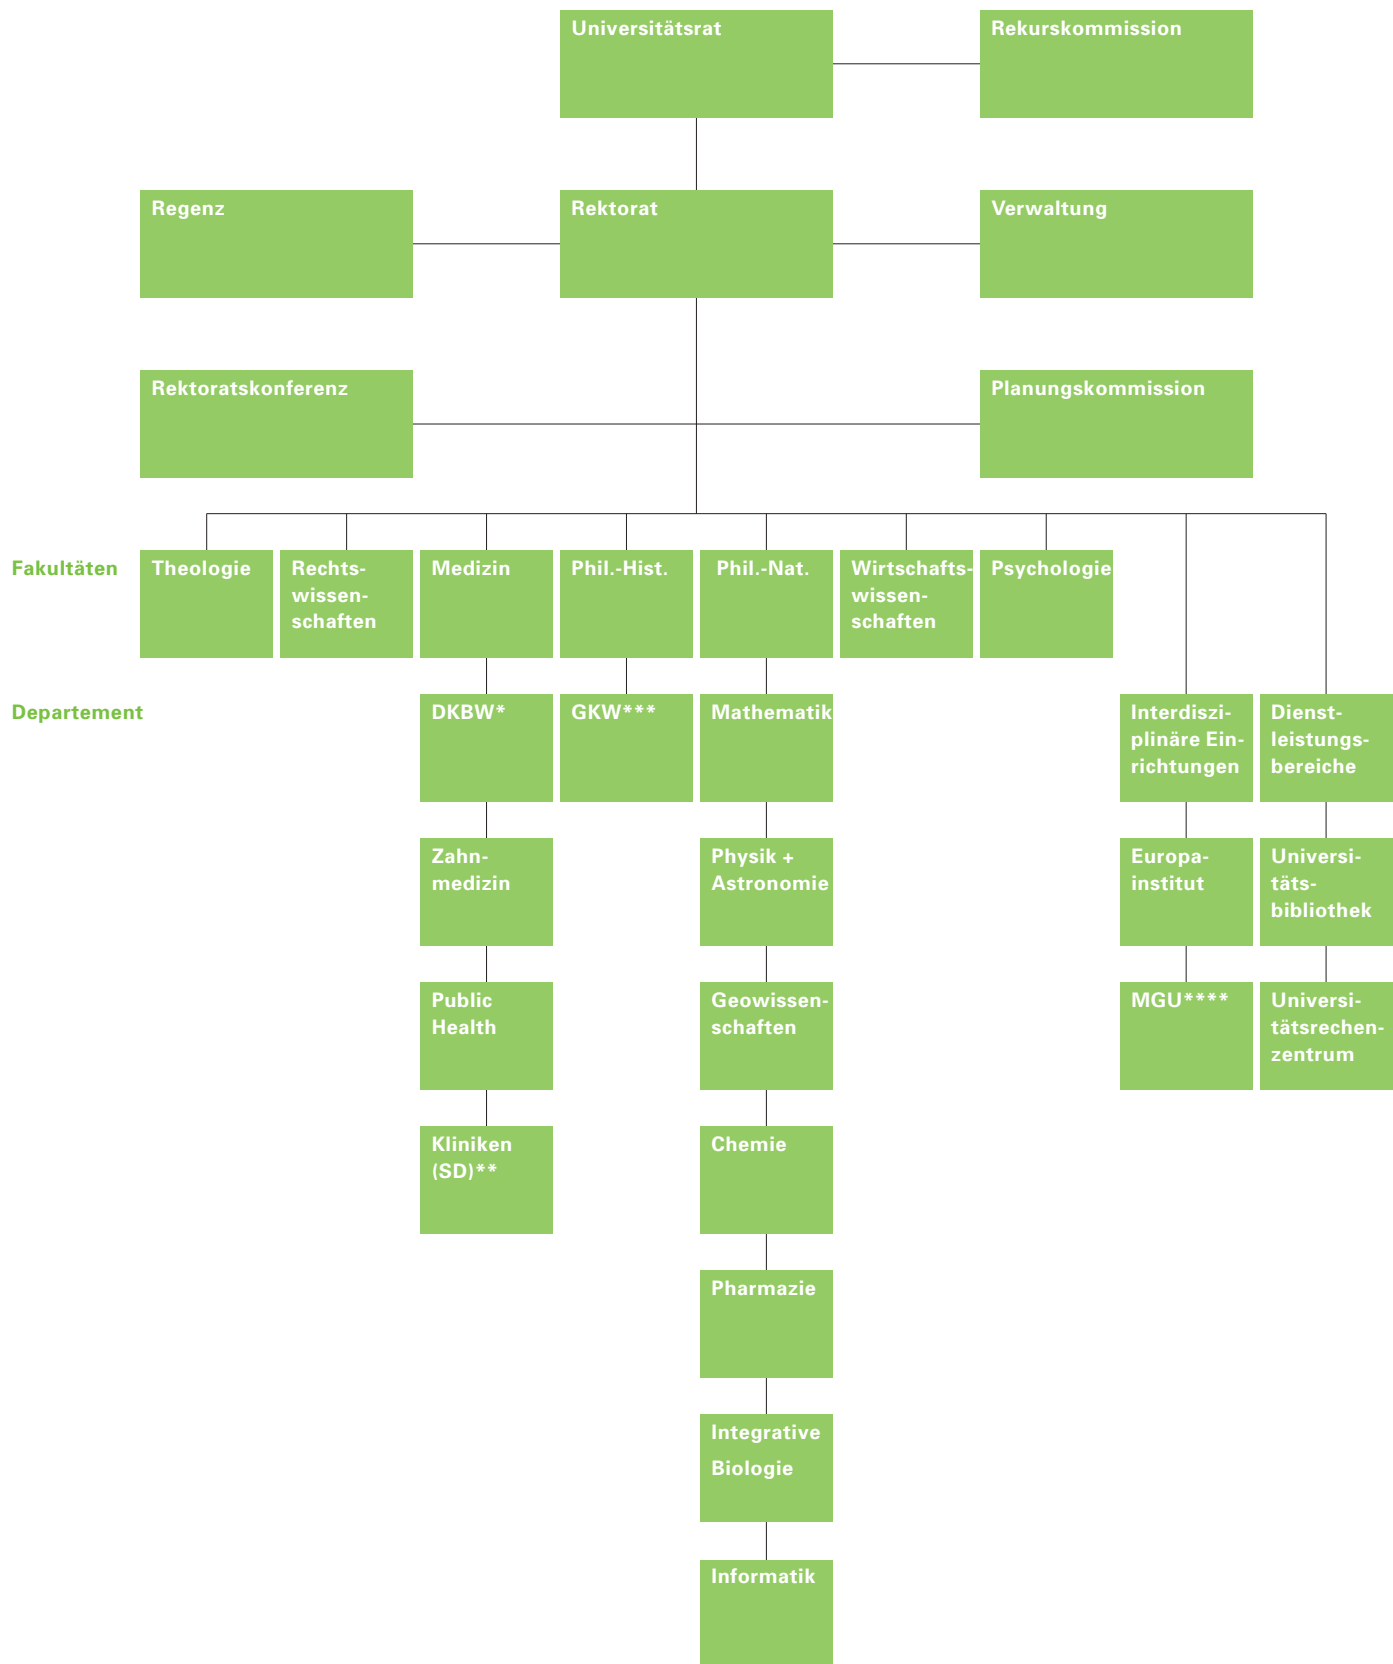 Universitätsrat
Rekurskommission
Regenz
Rektorat
Verwaltung
Rektoratskonferenz
Planungskommission
Fakultäten
Theologie
Rechts-
wissen-
schaften
Medizin
Phil.-Hist.
Phil.-Nat.
Wirtschafts-
wissen-
schaften
Psychologie
Departement
DKBW*
GKW***
Mathematik
Interdiszi-
plinäre Ein-
richtungen
Dienst-
leistungs-
bereiche
Zahn-
medizin
Physik +
Astronomie
Europa-
institut
Universi-
täts-
bibliothek
Public
Health
Geowissen-
schaften
MGU****
Universi-
tätsrechen-
zentrum
Kliniken
(SD)**
Chemie
Pharmazie
Integrative
Biologie
Informatik